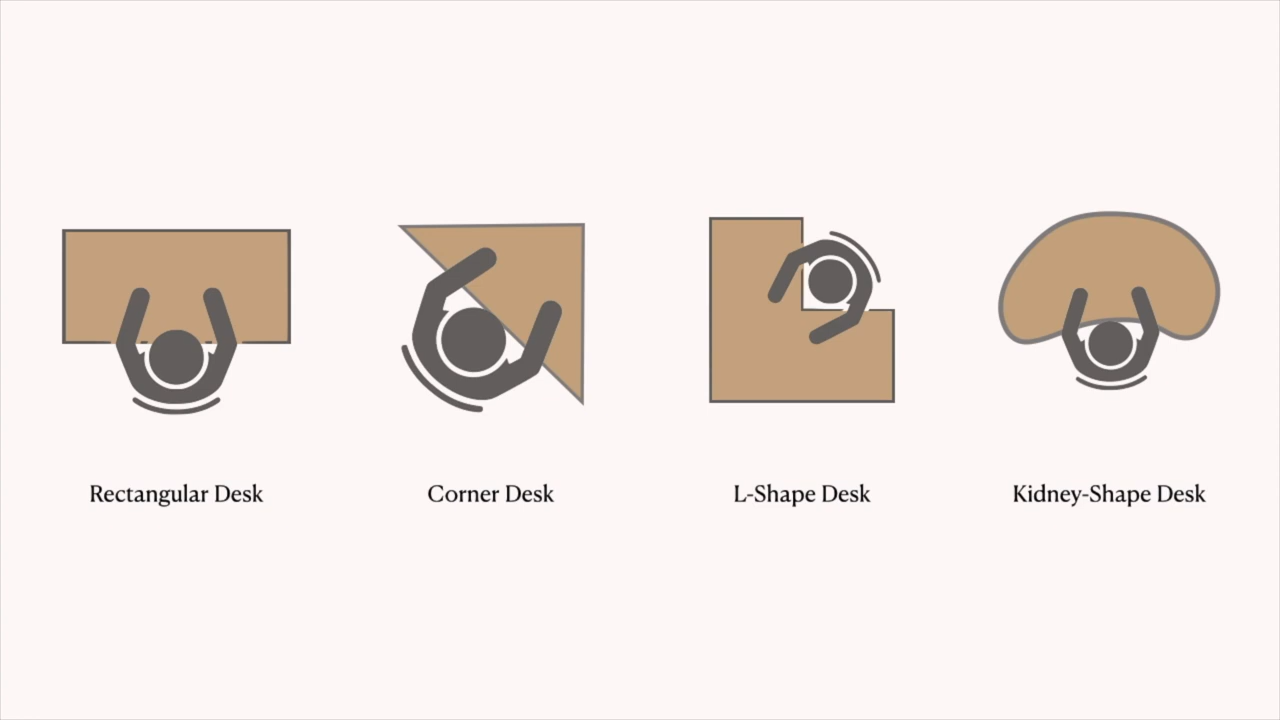 Rectangular Desk
Corner Desk
L-Shape Desk
Kidney-Shape Desk